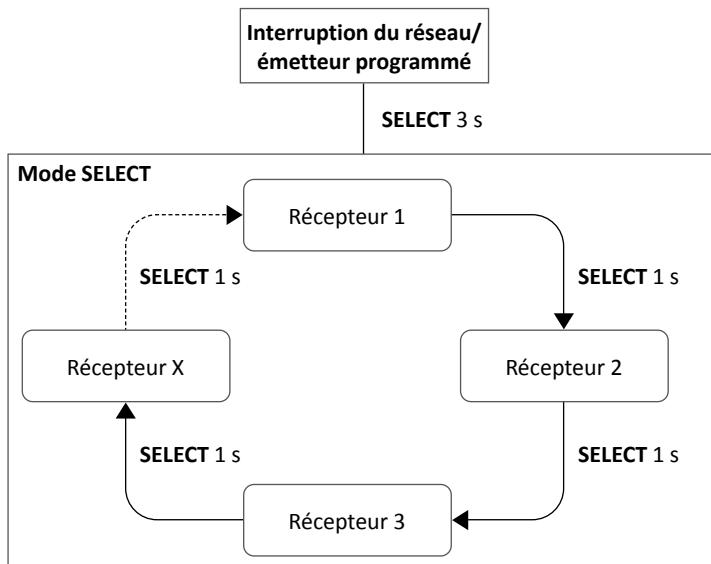 Interruption du réseau/
émetteur programmé
SELECT 3 s
Mode SELECT
Récepteur 1
SELECT 1 s
SELECT 1 s
Récepteur X
Récepteur 2
SELECT 1 s
SELECT 1 s
Récepteur 3